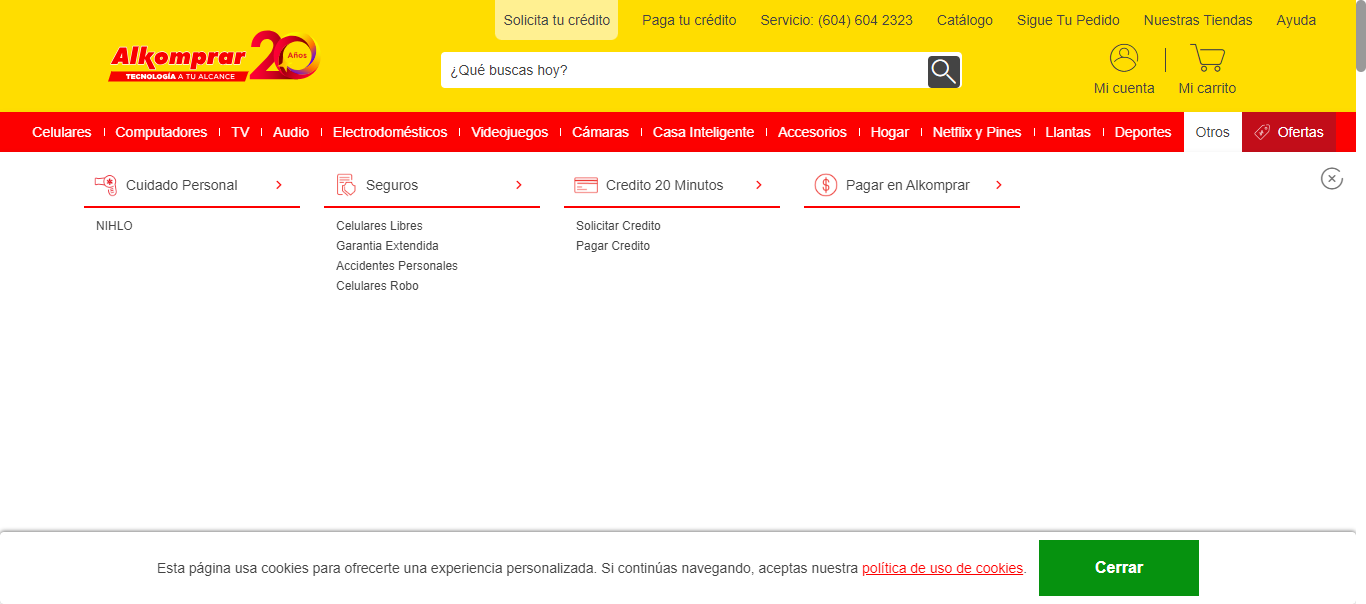 Solicita tu crédito Paga tu crédito Servicio: (604) 604 2323 Catálogo Sigue Tu Pedido Nuestras Tiendas Ayuda
Alkomprar 20 Años
TECNOLOGÍA A TU ALCANCE
¿Qué buscas hoy?
Mi cuenta Mi carrito
Celulares Computadores TV Audio Electrodomésticos Videojuegos Cámaras Casa Inteligente Accesorios Hogar Netflix y Pines Llantas Deportes Otros Ofertas
Cuidado Personal Seguros Credito 20 Minutos Pagar en Alkomprar
NIHLO Celulares Libres Solicitar Credito
Garantia Extendida Pagar Credito
Accidentes Personales
Celulares Robo
Esta página usa cookies para ofrecerte una experiencia personalizada. Si continúas navegando, aceptas nuestra política de uso de cookies. Cerrar